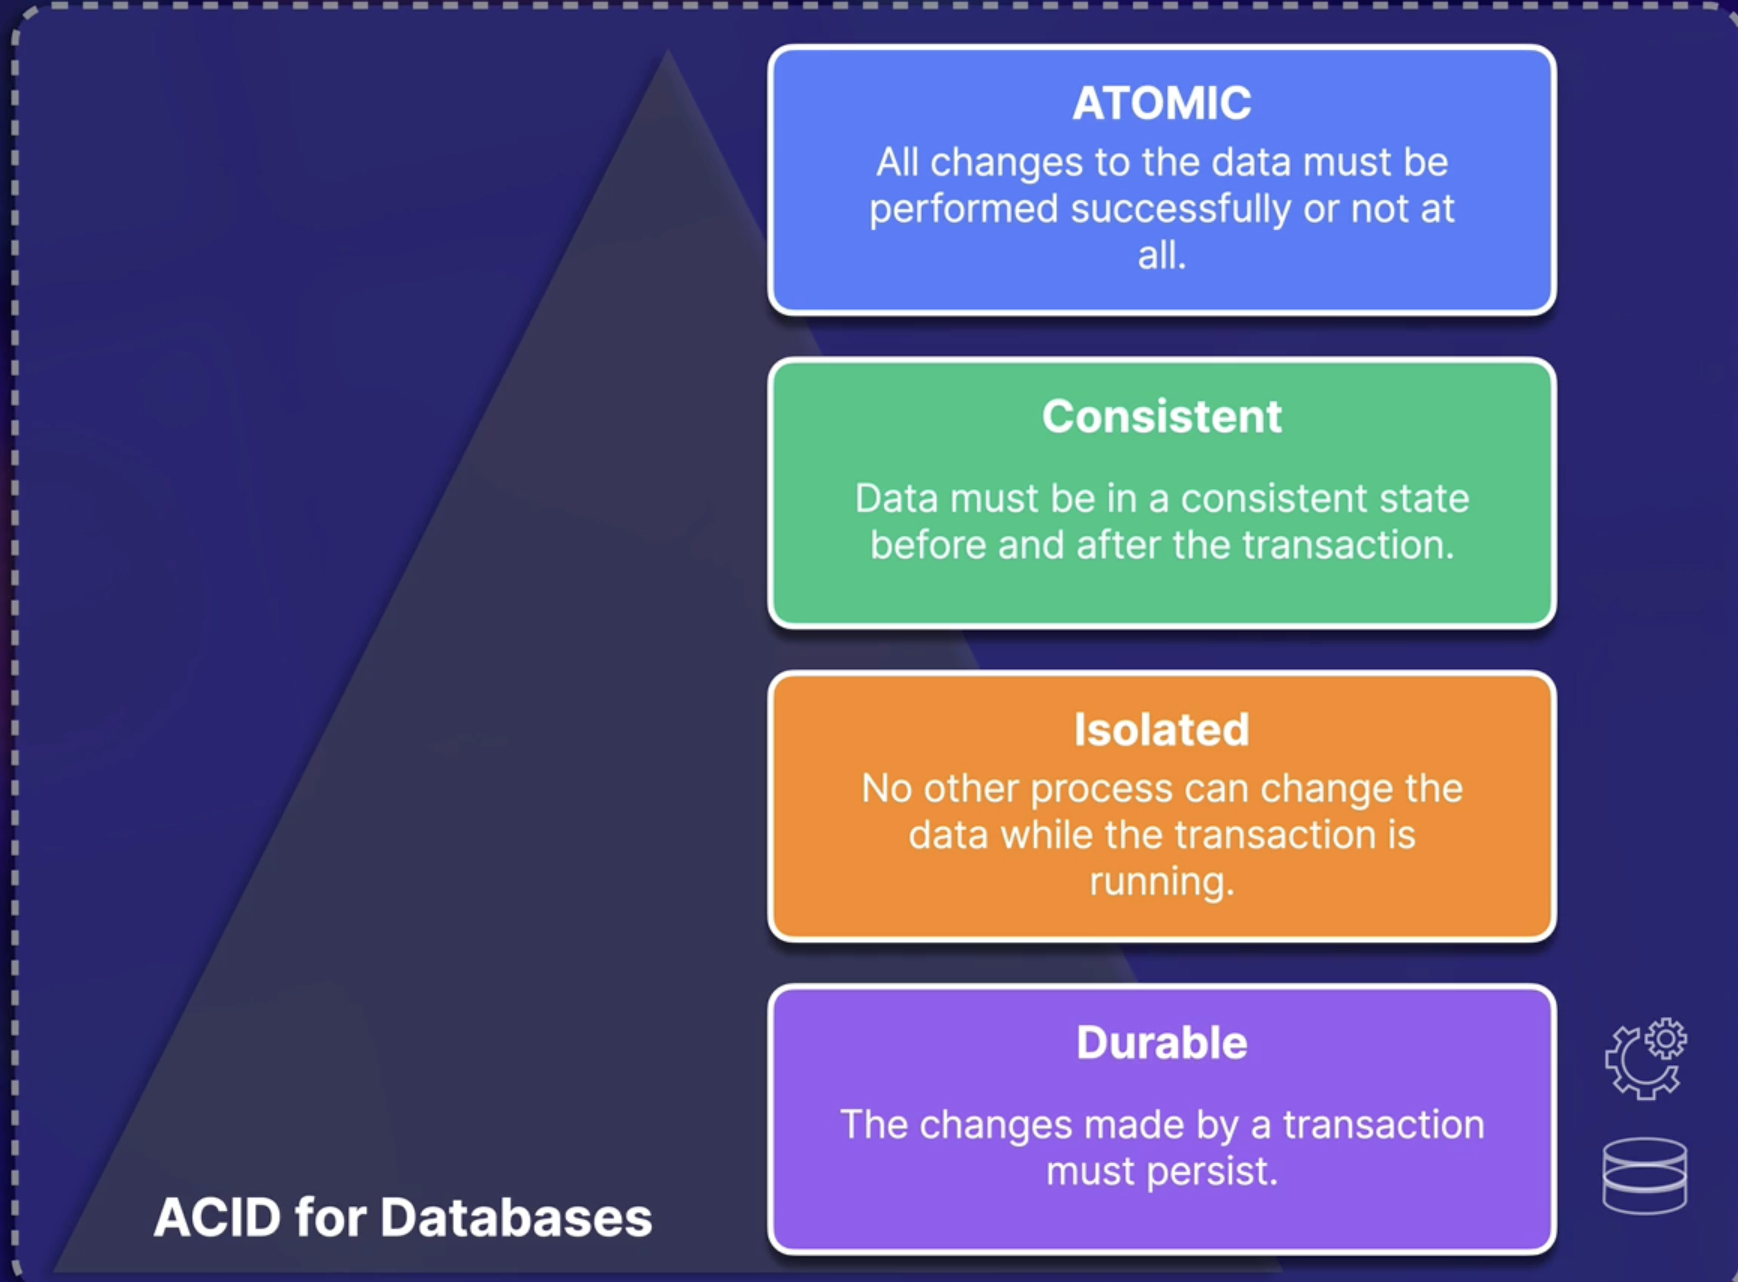 ATOMIC
All changes to the data must be
performed successfully or not at
all.
Consistent
Data must be in a consistent state
before and after the transaction.
Isolated
No other process can change the
data while the transaction is
running.
Durable
The changes made by a transaction
must persist.
ACID for Databases